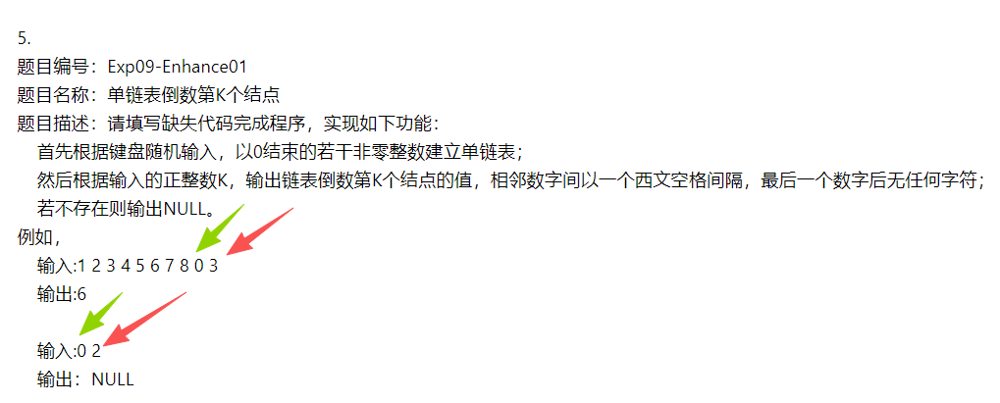 5.
题目编号：Exp09-Enhance01
题目名称：单链表倒数第K个结点
题目描述：请填写缺失代码完成程序，实现如下功能：
首先根据键盘随机输入，以0结束的若干非零整数建立单链表；
然后根据输入的正整数K，输出链表倒数第K个结点的值，相邻数字间以一个西文空格间隔，最后一个数字后无任何字符；
若不存在则输出NULL。
例如，
输入:1 2 3 4 5 6 7 8 0 3
输出:6
输入:0 2
输出：NULL